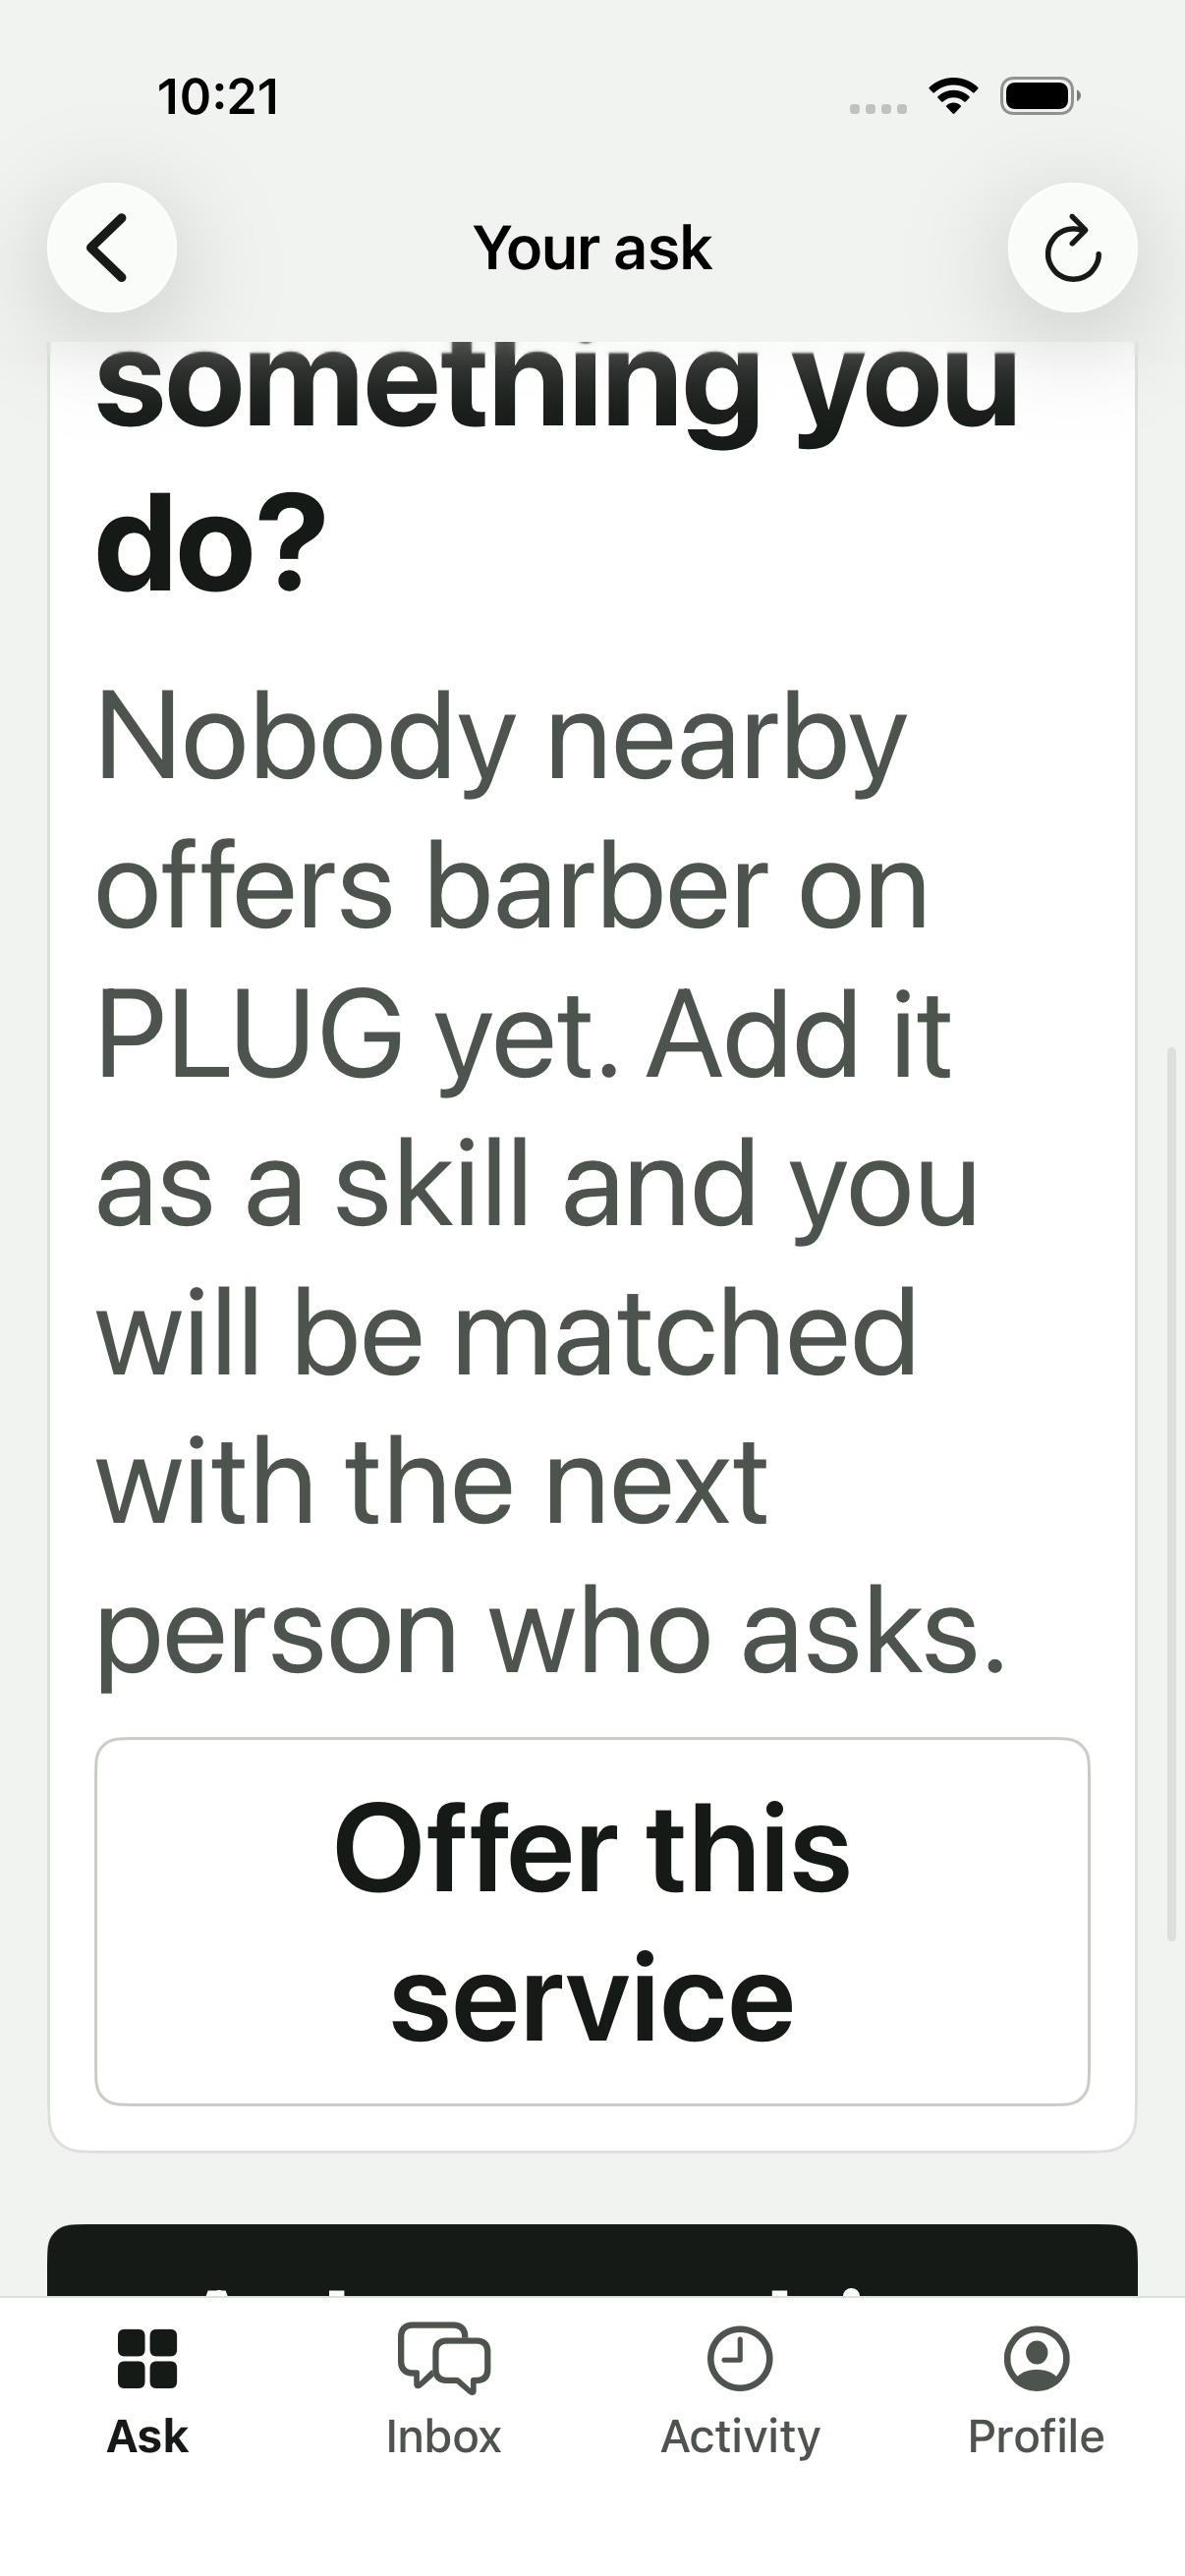 10:21
Your ask
something you
do?
Nobody nearby
offers barber on
PLUG yet. Add it
as a skill and you
will be matched
with the next
person who asks.
Offer this
service
Ask
Inbox
Activity
Profile